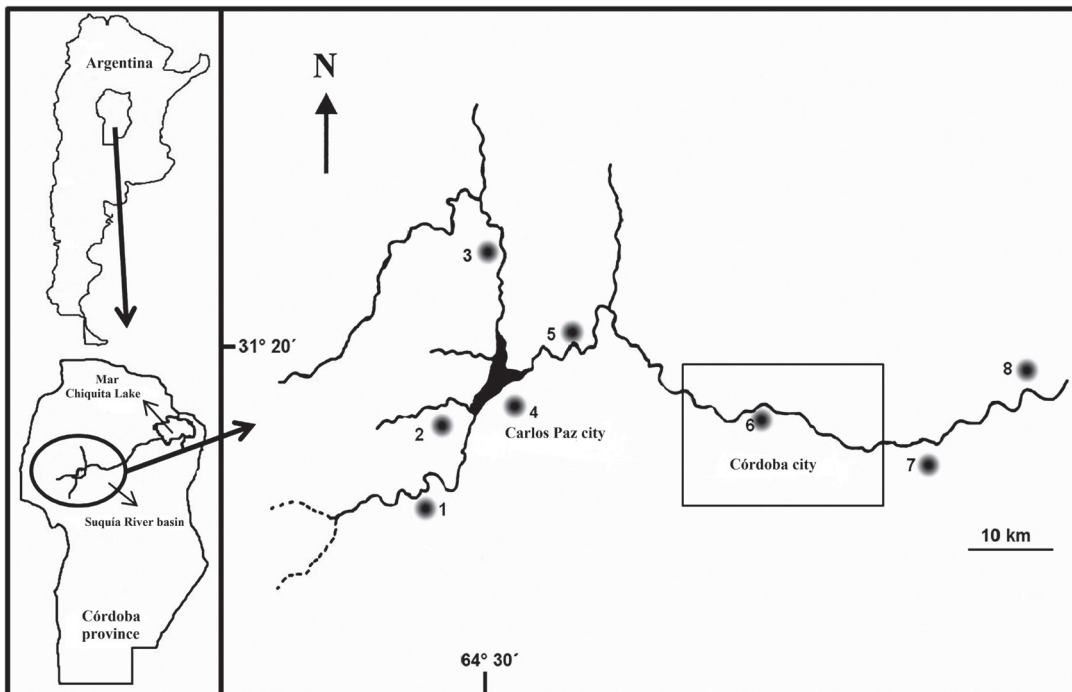 Argentina
Mar
Chiquita Lake
Suquía River basin
Córdoba
province
N
31° 20´
3
5
2
4
Carlos Paz city
1
6
Córdoba city
8
7
10 km
64° 30´